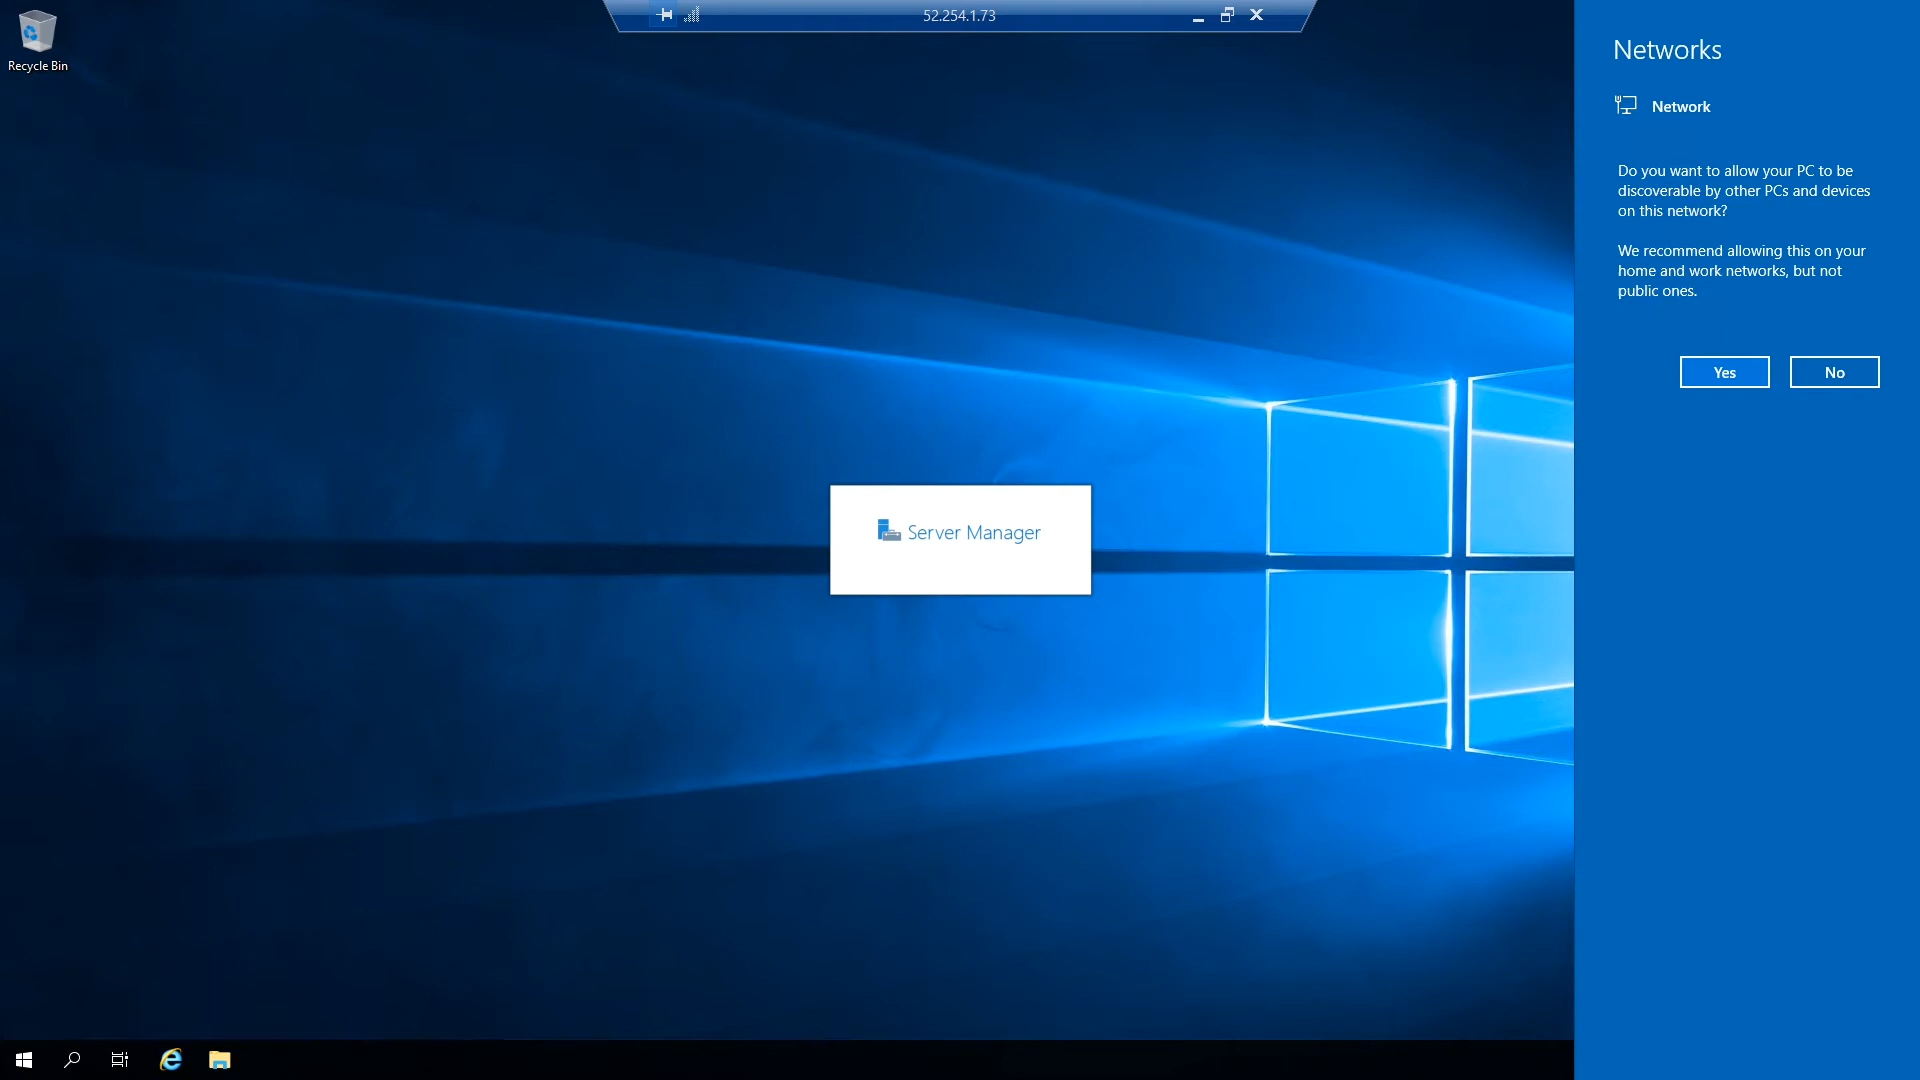 52.254.1.73
Recycle Bin
Networks
Network
Do you want to allow your PC to be
discoverable by other PCs and devices
on this network?
We recommend allowing this on your
home and work networks, but not
public ones.
Yes
No
Server Manager